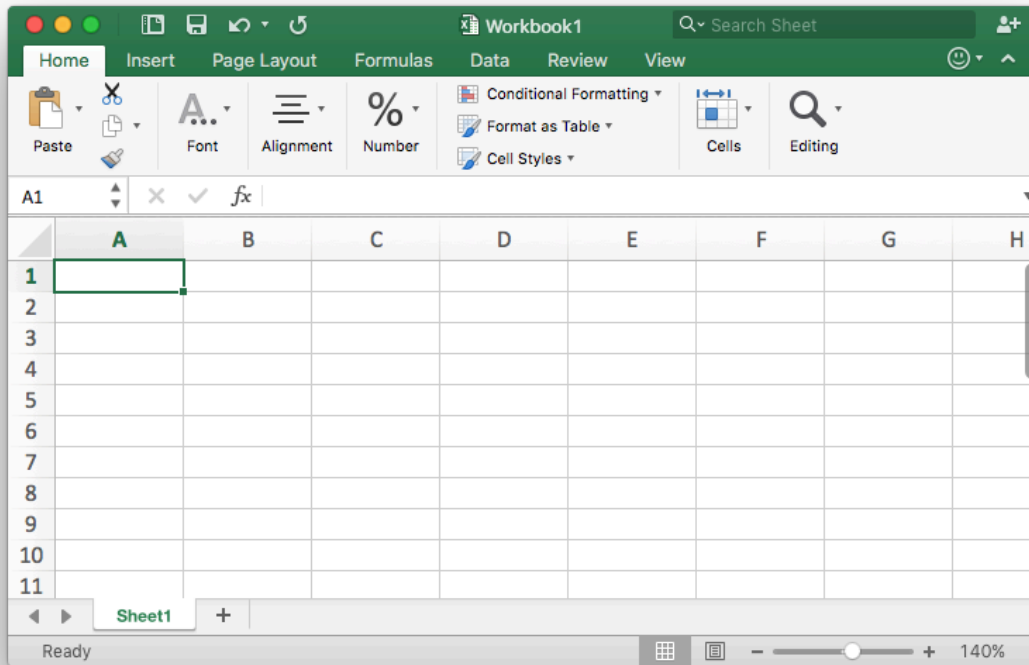 Workbook1
Search Sheet
Home Insert Page Layout Formulas Data Review View
Paste
A...
Font
Alignment
%
Number
Conditional Formatting
Format as Table
Cell Styles
Cells
Editing
A1 fx
A B C D E F G H
1
2
3
4
5
6
7
8
9
10
11
Sheet1 +
Ready
− + 140%